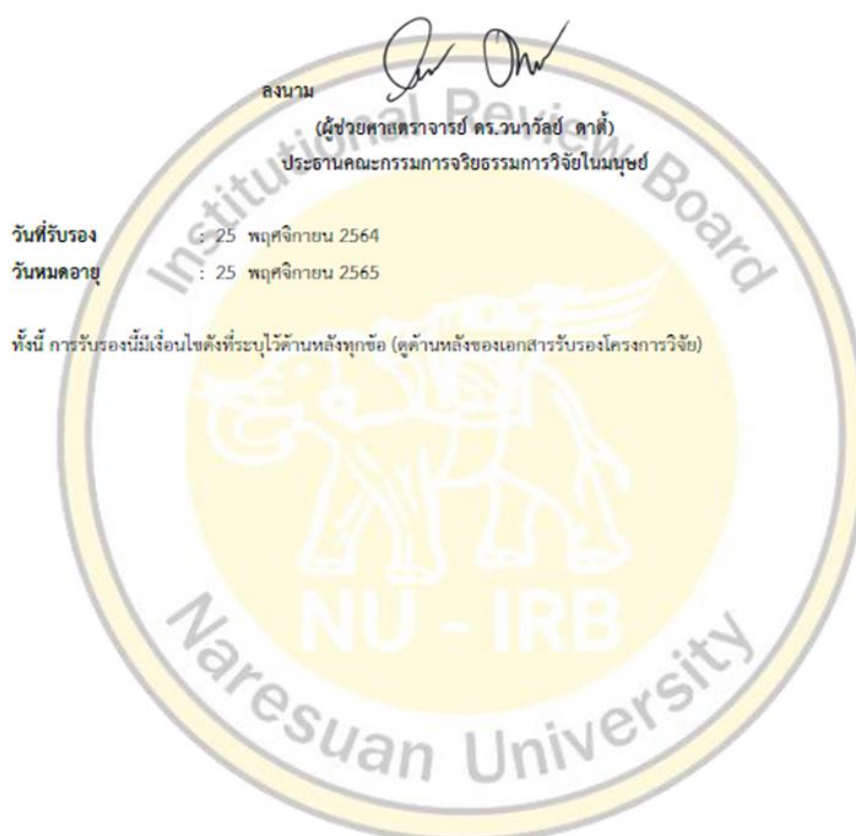 ลงนาม
(ผู้ช่วยศาสตราจารย์ ดร.วนาวัลย์ ดาตี้)
ประธานคณะกรรมการจริยธรรมการวิจัยในมนุษย์
วันที่รับรอง : 25 พฤศจิกายน 2564
วันหมดอายุ : 25 พฤศจิกายน 2565
ทั้งนี้ การรับรองนี้มีเงื่อนไขดังที่ระบุไว้ด้านหลังทุกข้อ (ดูด้านหลังของเอกสารรับรองโครงการวิจัย)
Institutional Review Board
NU - IRB
Naresuan University